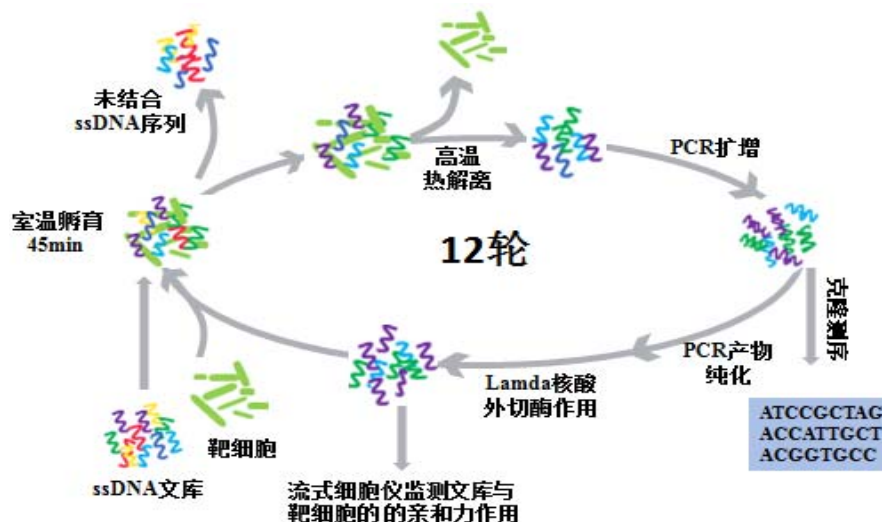 未结合
ssDNA序列
高温
热解离
PCR扩增
室温孵育
45min
12轮
克隆测序
PCR产物
纯化
Lamda核酸
外切酶作用
ATCCGCTAG
ACCATTGCT
ACGGTGCC
靶细胞
ssDNA文库
流式细胞仪监测文库与
靶细胞的的亲和力作用